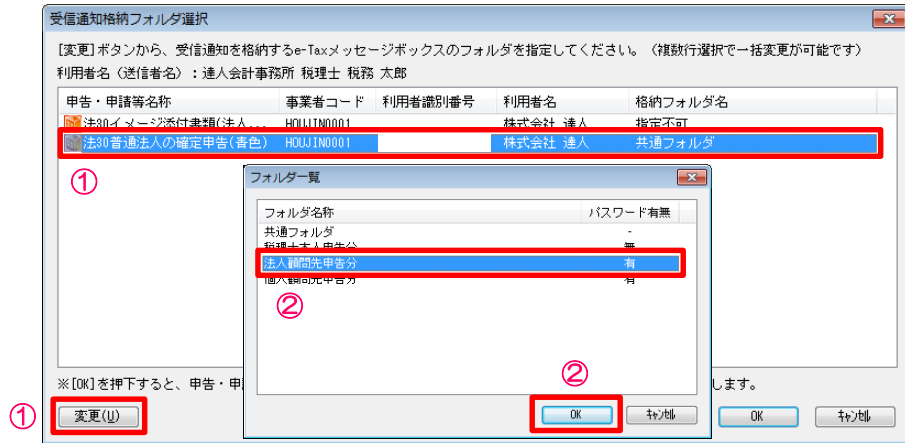 受信通知格納フォルダ選択
[変更]ボタンから、受信通知を格納するe-Taxメッセージボックスのフォルダを指定してください。（複数行選択で一括変更が可能です）
利用者名（送信者名）：達人会計事務所 税理士 税務 太郎
申告・申請等名称 事業者コード 利用者識別番号 利用者名 格納フォルダ名
法30イメージ添付書類(法人... HOUJIN0001 株式会社 達人 指定不可
法30普通法人の確定申告(青色) HOUJIN0001 株式会社 達人 共通フォルダ
①
フォルダ一覧
フォルダ名称 パスワード有無
共通フォルダ -
税理士本人申告分 無
法人顧問先申告分 有
個人顧問先申告分 有
②
②
OK ｷｬﾝｾﾙ
※[OK]を押下すると、申告・申 します。
① 変更(U) OK ｷｬﾝｾﾙ